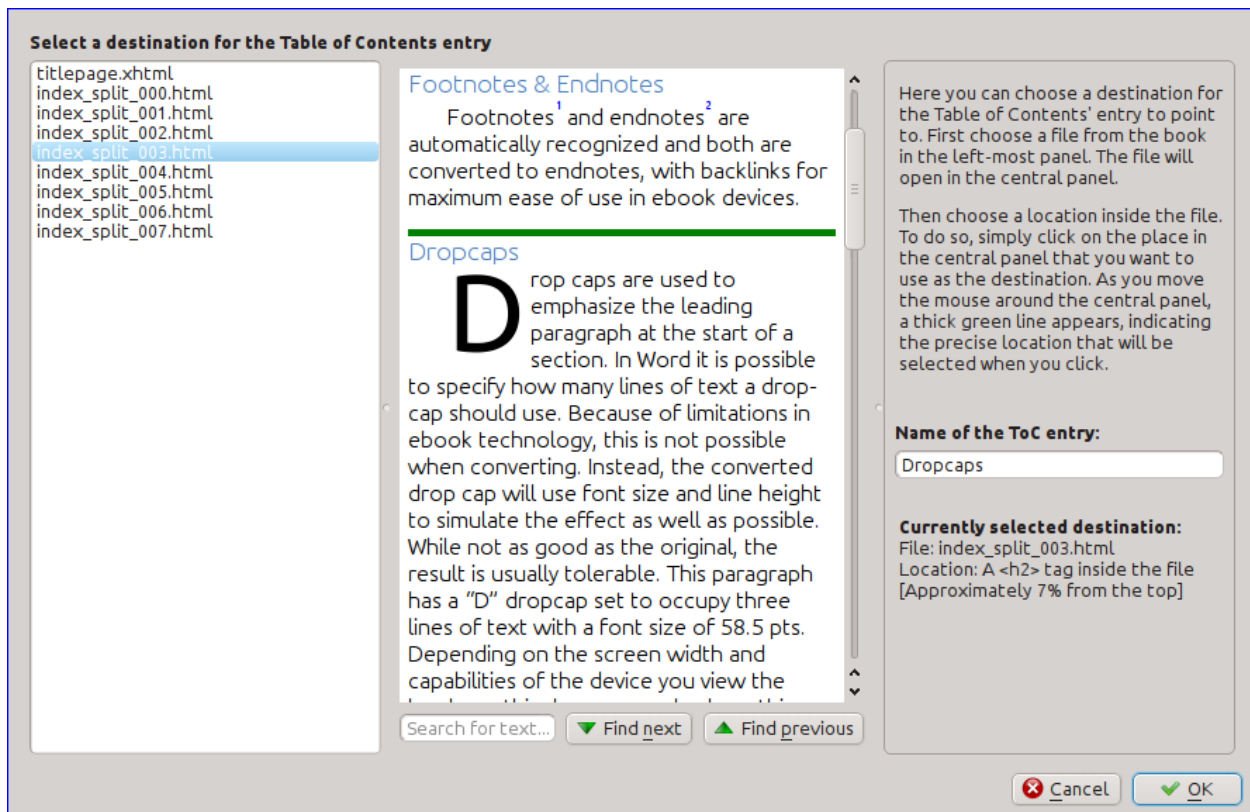 Select a destination for the Table of Contents entry
titlepage.xhtml
index_split_000.html
index_split_001.html
index_split_002.html
index_split_003.html
index_split_004.html
index_split_005.html
index_split_006.html
index_split_007.html
Footnotes & Endnotes
Footnotes1 and endnotes2 are
automatically recognized and both are
converted to endnotes, with backlinks for
maximum ease of use in ebook devices.
Dropcaps
Drop caps are used to
emphasize the leading
paragraph at the start of a
section. In Word it is possible
to specify how many lines of text a drop-
cap should use. Because of limitations in
ebook technology, this is not possible
when converting. Instead, the converted
drop cap will use font size and line height
to simulate the effect as well as possible.
While not as good as the original, the
result is usually tolerable. This paragraph
has a “D” dropcap set to occupy three
lines of text with a font size of 58.5 pts.
Depending on the screen width and
capabilities of the device you view the
Search for text...
Find next
Find previous
Here you can choose a destination for
the Table of Contents' entry to point
to. First choose a file from the book
in the left-most panel. The file will
open in the central panel.
Then choose a location inside the file.
To do so, simply click on the place in
the central panel that you want to
use as the destination. As you move
the mouse around the central panel,
a thick green line appears, indicating
the precise location that will be
selected when you click.
Name of the ToC entry:
Dropcaps
Currently selected destination:
File: index_split_003.html
Location: A <h2> tag inside the file
[Approximately 7% from the top]
Cancel
OK